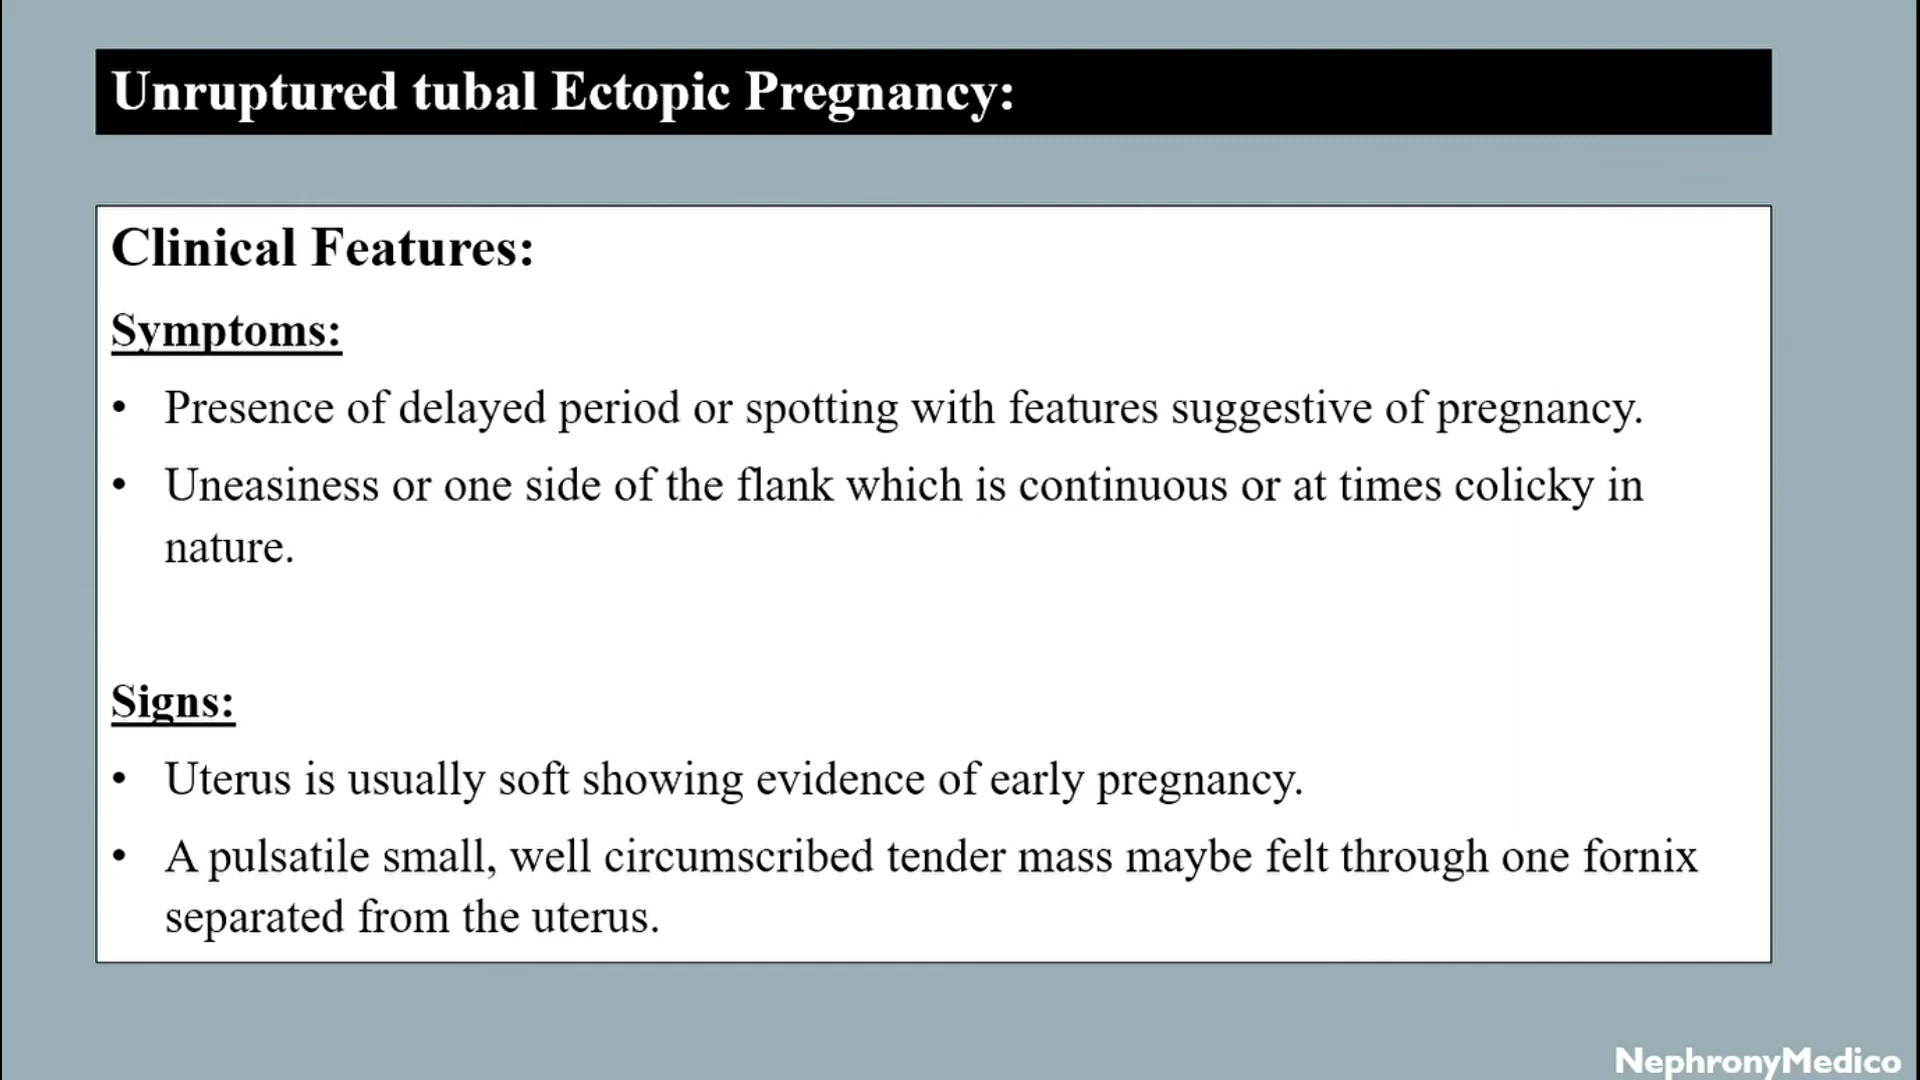 Unruptured tubal Ectopic Pregnancy:
Clinical Features:
Symptoms:
• Presence of delayed period or spotting with features suggestive of pregnancy.
• Uneasiness or one side of the flank which is continuous or at times colicky in
nature.
Signs:
• Uterus is usually soft showing evidence of early pregnancy.
• A pulsatile small, well circumscribed tender mass maybe felt through one fornix
separated from the uterus.
NephronyMedico